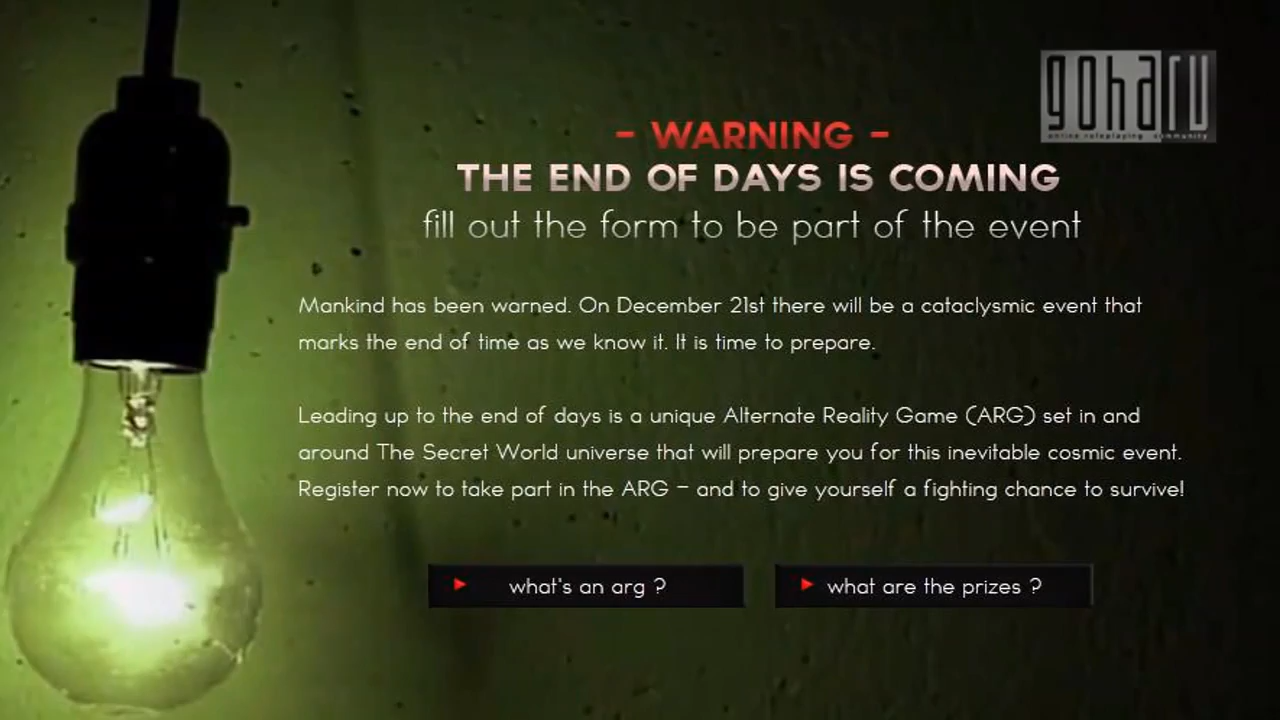 goharu
online roleplaying community
- WARNING -
THE END OF DAYS IS COMING
fill out the form to be part of the event
Mankind has been warned. On December 21st there will be a cataclysmic event that
marks the end of time as we know it. It is time to prepare.
Leading up to the end of days is a unique Alternate Reality Game (ARG) set in and
around The Secret World universe that will prepare you for this inevitable cosmic event.
Register now to take part in the ARG – and to give yourself a fighting chance to survive!
what's an arg ?
what are the prizes ?